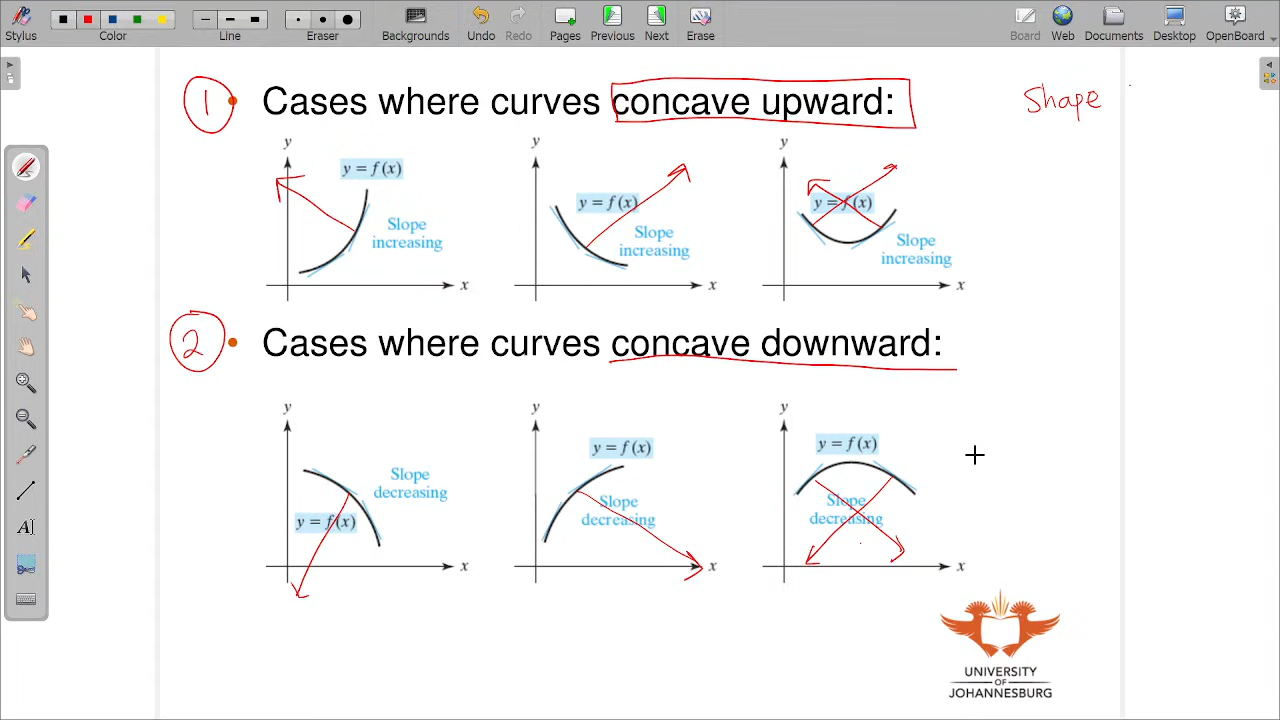 Stylus
Color
Line
Eraser
Backgrounds
Undo
Redo
Pages
Previous
Next
Erase
Board
Web
Documents
Desktop
OpenBoard
1 • Cases where curves concave upward:
Shape
y
y = f(x)
Slope
increasing
x
y
y = f(x)
Slope
increasing
x
y
y = f(x)
Slope
increasing
x
2 • Cases where curves concave downward:
y
Slope
decreasing
y = f(x)
x
y
y = f(x)
Slope
decreasing
x
y
y = f(x)
Slope
decreasing
x
A
UNIVERSITY
OF
JOHANNESBURG